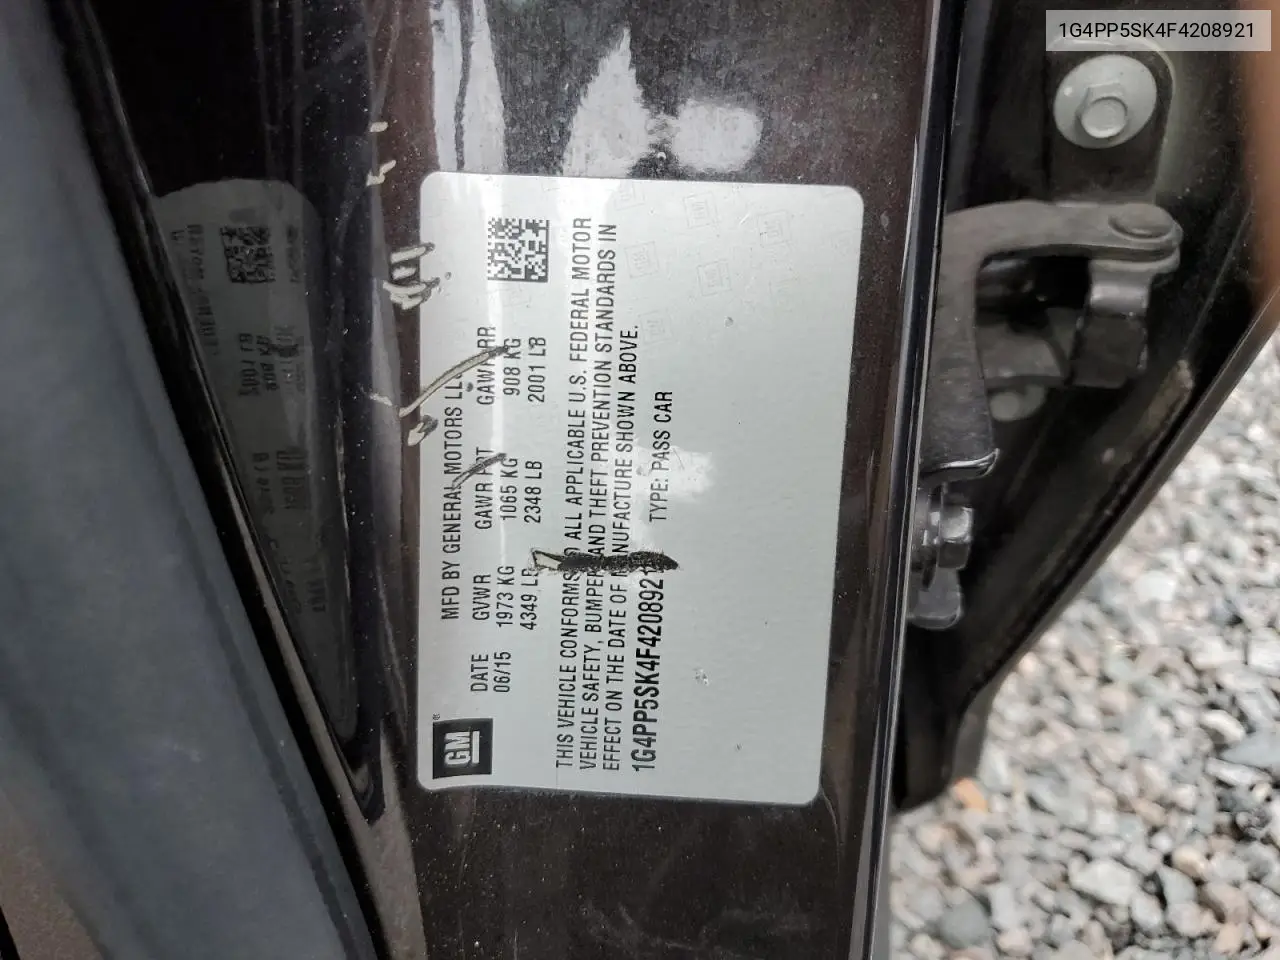 1G4PP5SK4F4208921
MFD BY GENERAL MOTORS LLC
DATE GVWR GAWR FRT GAWR RR
06/15 1973 KG 1065 KG 908 KG
4349 LB 2348 LB 2001 LB
THIS VEHICLE CONFORMS TO ALL APPLICABLE U.S. FEDERAL MOTOR
VEHICLE SAFETY, BUMPER, AND THEFT PREVENTION STANDARDS IN
EFFECT ON THE DATE OF MANUFACTURE SHOWN ABOVE.
1G4PP5SK4F4208921 TYPE: PASS CAR
GM